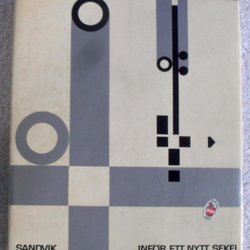 SANDVIK INFÖR ETT NYTT SEKEL